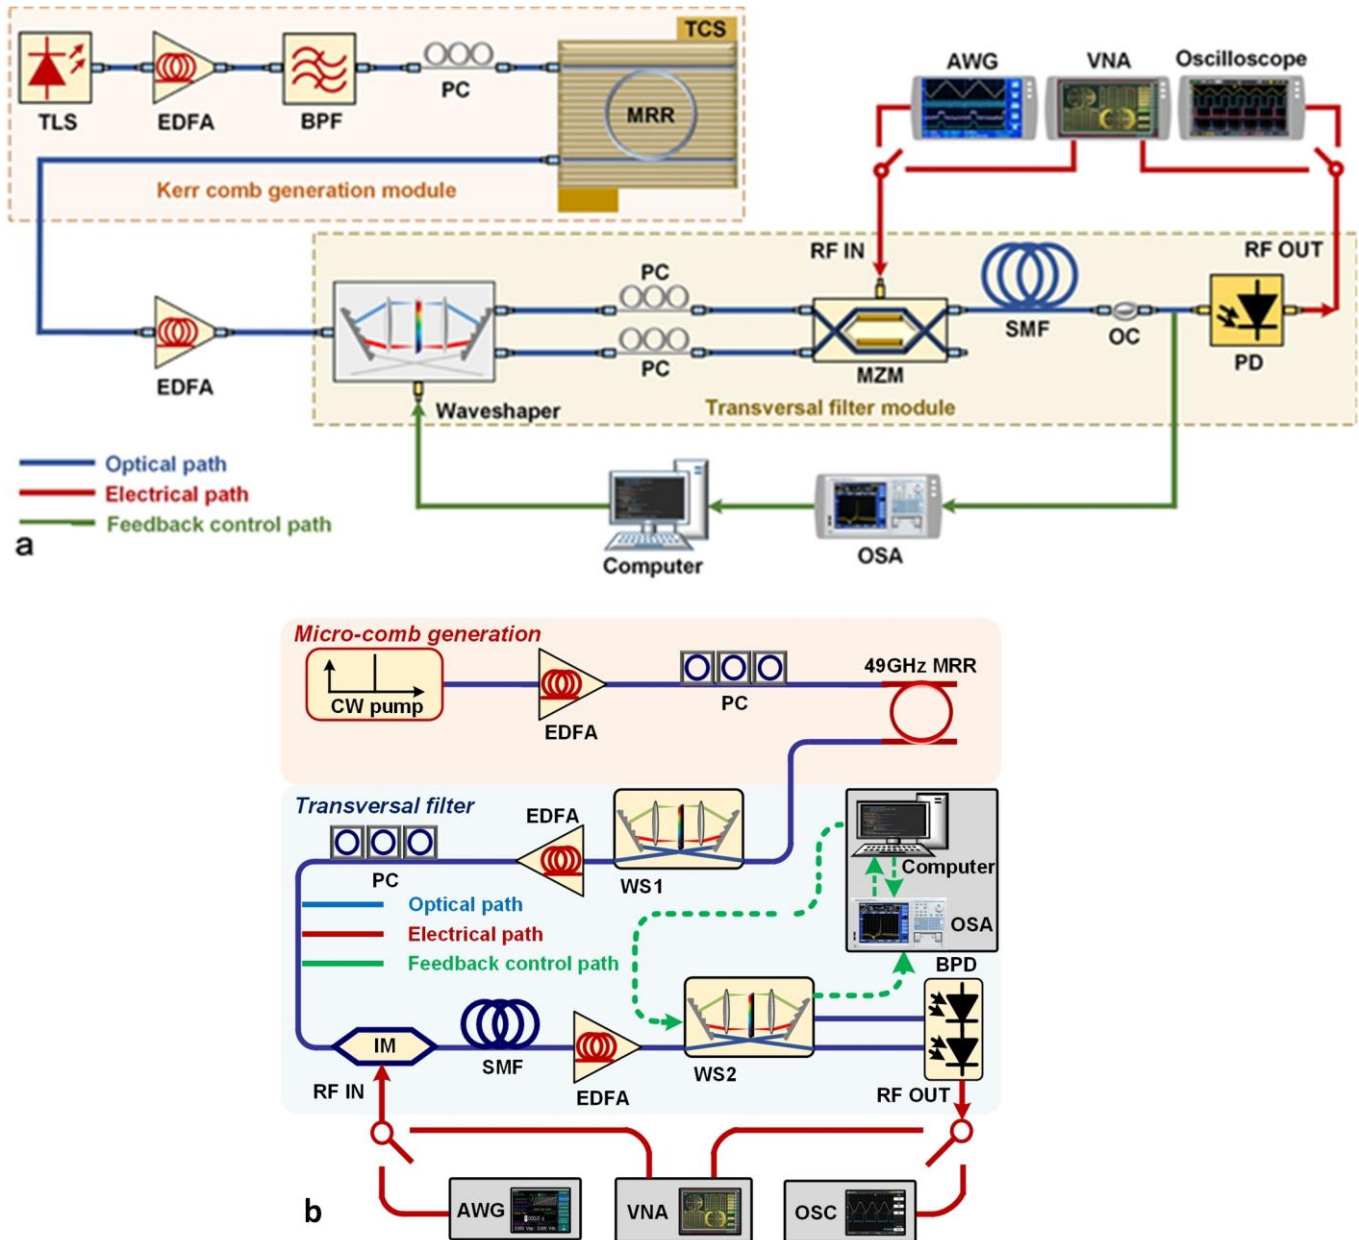 TCS
TLS
EDFA
BPF
PC
MRR
Kerr comb generation module
AWG
VNA
Oscilloscope
RF IN
RF OUT
EDFA
Waveshaper
PC
PC
MZM
SMF
OC
PD
Transversal filter module
Optical path
Electrical path
Feedback control path
a
Computer
OSA
Micro-comb generation
CW pump
EDFA
PC
49GHz MRR
Transversal filter
EDFA
PC
WS1
Computer
OSA
Optical path
Electrical path
Feedback control path
BPD
IM
SMF
EDFA
WS2
RF IN
RF OUT
b
AWG
VNA
OSC